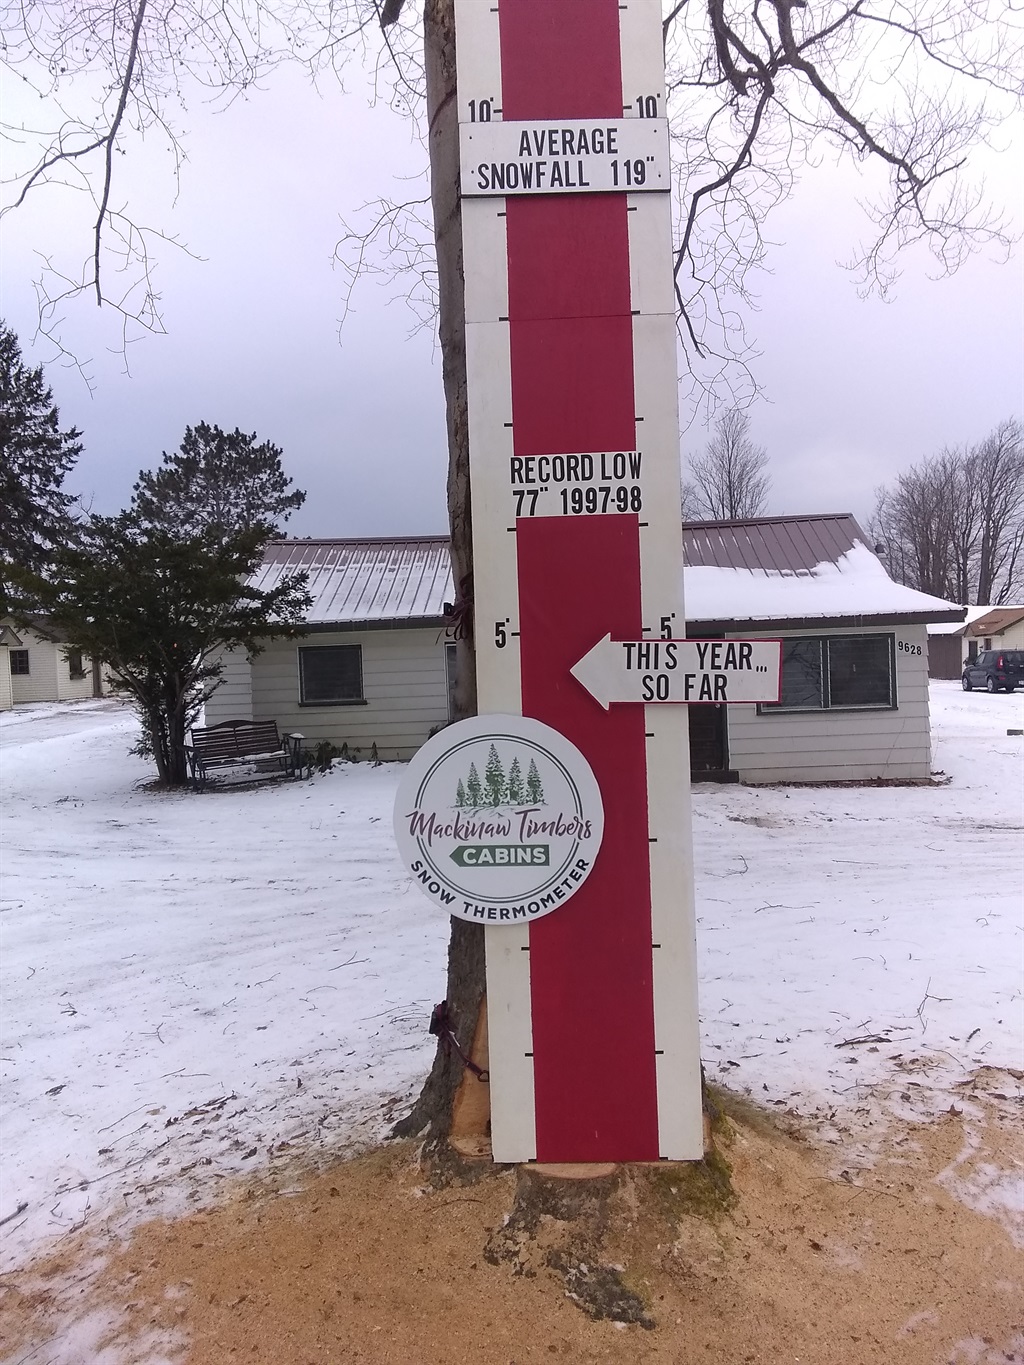 10' 10'
AVERAGE
SNOWFALL 119"
RECORD LOW
77" 1997-98
5' 5'
THIS YEAR...
SO FAR
9628
Mackinaw Timbers
CABINS
SNOW THERMOMETER